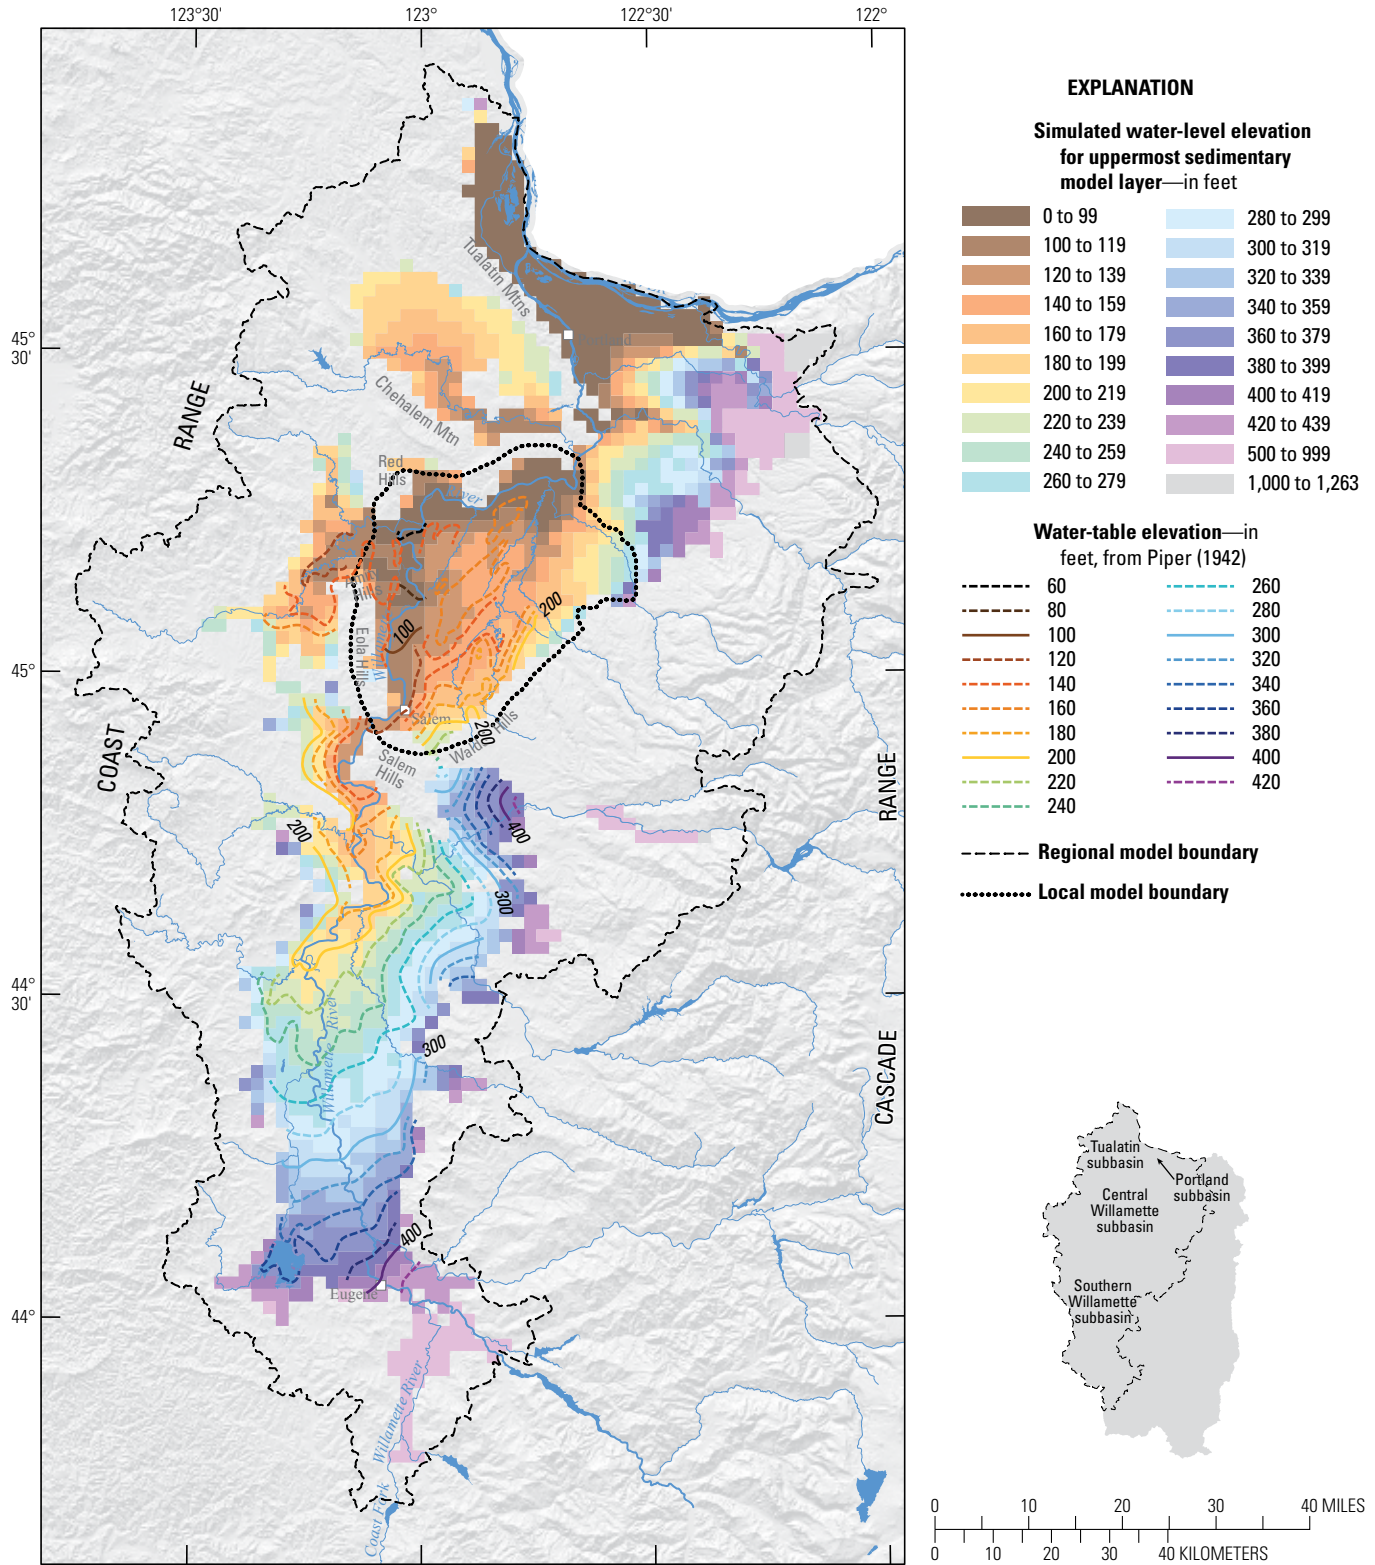 123°30'
123°
122°30'
122°
45°
30'
45°
44°
30'
44°
Tualatin Mtns
Chehalem Mtn
RANGE
Red
Hills
River
Hills
Eola Hills
100
200
Salem
200
Waldo Hills
Salem
Hills
COAST
200
400
300
RANGE
Willamette River
300
CASCADE
400
Eugene
Coast Fork Willamette River
EXPLANATION
Simulated water-level elevation
for uppermost sedimentary
model layer—in feet
0 to 99
100 to 119
120 to 139
140 to 159
160 to 179
180 to 199
200 to 219
220 to 239
240 to 259
260 to 279
280 to 299
300 to 319
320 to 339
340 to 359
360 to 379
380 to 399
400 to 419
420 to 439
500 to 999
1,000 to 1,263
Water-table elevation—in
feet, from Piper (1942)
60
80
100
120
140
160
180
200
220
240
260
280
300
320
340
360
380
400
420
Regional model boundary
Local model boundary
Tualatin
subbasin
Portland
subbasin
Central
Willamette
subbasin
Southern
Willamette
subbasin
0 10 20 30 40 MILES
0 10 20 30 40 KILOMETERS